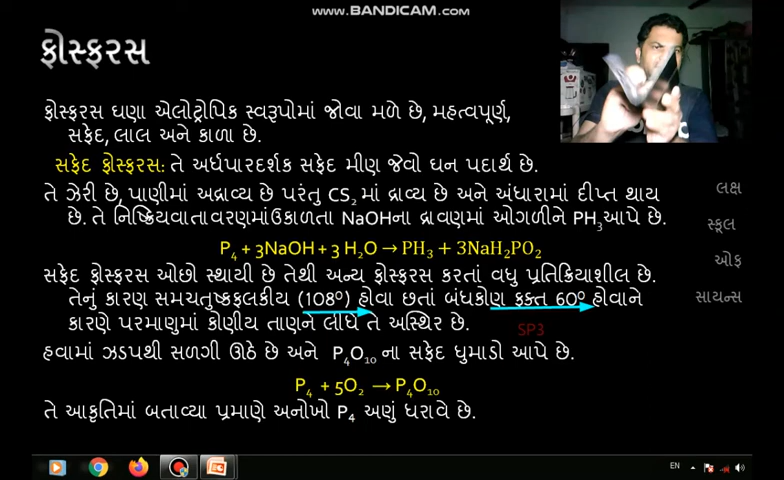 www.BANDICAM.com
ફોસ્ફરસ
ફોસ્ફરસ ઘણા એલોટ્રોપિક સ્વરૂપોમાં જોવા મળે છે, મહત્વપૂર્ણ,
સફેદ, લાલ અને કાળા છે.
સફેદ ફોસ્ફરસ: તે અર્ધપારદર્શક સફેદ મીણ જેવો ઘન પદાર્થ છે.
તે ઝેરી છે, પાણીમાં અદ્રાવ્ય છે પરંતુ CS₂ માં દ્રાવ્ય છે અને અંધારામાં દીપ્ત થાય
છે. તે નિષ્ક્રિયવાતાવરણમાંઉકાળતા NaOHના દ્રાવણમાં ઓગળીને PH₃ આપે છે.
P₄ + 3NaOH + 3 H₂O → PH₃ + 3NaH₂PO₂
સફેદ ફોસ્ફરસ ઓછો સ્થાયી છે તેથી અન્ય ફોસ્ફરસ કરતાં વધુ પ્રતિક્રિયાશીલ છે.
તેનું કારણ સમચતુષ્કફલકીય (108⁰) હોવા છતાં બંધકોણ ફક્ત 60⁰ હોવાને
કારણે પરમાણુમાં કોણીય તાણને લીધે તે અસ્થિર છે.
SP3
હવામાં ઝડપથી સળગી ઊઠે છે અને P₄O₁₀ ના સફેદ ધુમાડો આપે છે.
P₄ + 5O₂ → P₄O₁₀
તે આકૃતિમાં બતાવ્યા પ્રમાણે અનોખો P₄ અણું ધરાવે છે.
લક્ષ
સ્કૂલ
ઓફ
સાયન્સ
EN